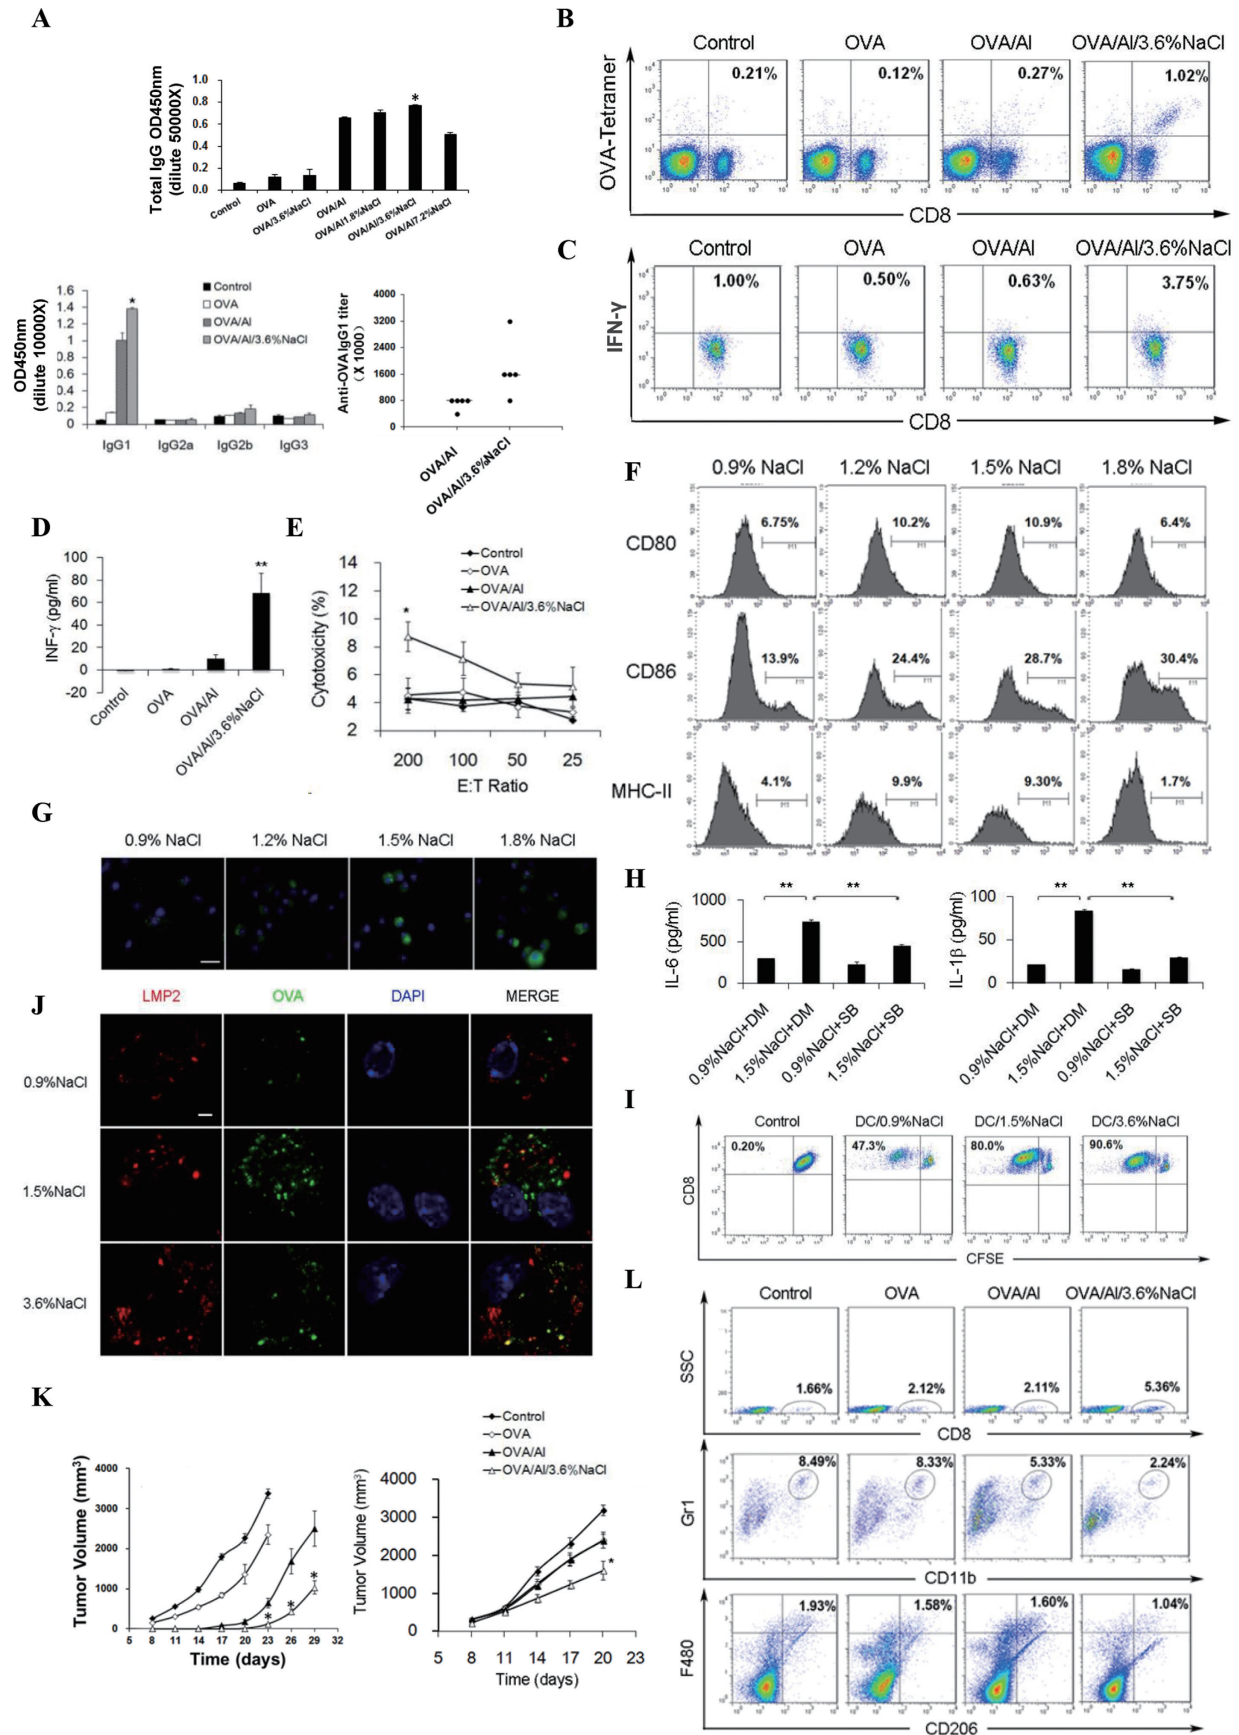 A
Total IgG OD450nm
(dilute 50000X)
1.0
0.8
0.6
0.4
0.2
0.0
*
Control
OVA
OVA/3.6%NaCl
OVA/Al
OVA/Al1.8%NaCl
OVA/Al/3.6%NaCl
OVA/Al7.2%NaCl
OD450nm
(dilute 10000X)
1.6
1.4
1.2
1
0.8
0.6
0.4
0.2
0
*
Control
OVA
OVA/Al
OVA/Al/3.6%NaCl
IgG1 IgG2a IgG2b IgG3
Anti-OVA IgG1 titer
(X 1000)
4000
3200
2400
1600
800
0
OVA/Al
OVA/Al/3.6%NaCl
B
Control OVA OVA/Al OVA/Al/3.6%NaCl
0.21% 0.12% 0.27% 1.02%
OVA-Tetramer
CD8
C
Control OVA OVA/Al OVA/Al/3.6%NaCl
1.00% 0.50% 0.63% 3.75%
IFN-γ
CD8
D
INF-γ (pg/ml)
100
80
60
40
20
0
-20
**
Control
OVA
OVA/Al
OVA/Al/3.6%NaCl
E
Control
OVA
OVA/Al
OVA/Al/3.6%NaCl
Cytotoxicity (%)
14
12
10
8
6
4
2
*
200 100 50 25
E:T Ratio
F
0.9% NaCl 1.2% NaCl 1.5% NaCl 1.8% NaCl
CD80
6.75% 10.2% 10.9% 6.4%
CD86
13.9% 24.4% 28.7% 30.4%
MHC-II
4.1% 9.9% 9.30% 1.7%
G
0.9% NaCl 1.2% NaCl 1.5% NaCl 1.8% NaCl
H
IL-6 (pg/ml)
1000
500
0
** **
0.9%NaCl+DM
1.5%NaCl+DM
0.9%NaCl+SB
1.5%NaCl+SB
IL-1β (pg/ml)
100
50
0
** **
0.9%NaCl+DM
1.5%NaCl+DM
0.9%NaCl+SB
1.5%NaCl+SB
I
Control DC/0.9%NaCl DC/1.5%NaCl DC/3.6%NaCl
0.20% 47.3% 80.0% 90.6%
CD8
CFSE
J
LMP2 OVA DAPI MERGE
0.9%NaCl
1.5%NaCl
3.6%NaCl
K
Control
OVA
OVA/Al
OVA/Al/3.6%NaCl
Tumor Volume (mm³)
4000
3000
2000
1000
0
* * *
5 8 11 14 17 20 23 26 29 32
Time (days)
Tumor Volume (mm³)
4000
3000
2000
1000
0
*
5 8 11 14 17 20 23
Time (days)
L
Control OVA OVA/Al OVA/Al/3.6%NaCl
SSC
1.66% 2.12% 2.11% 5.36%
CD8
Gr1
8.49% 8.33% 5.33% 2.24%
CD11b
F480
1.93% 1.58% 1.60% 1.04%
CD206